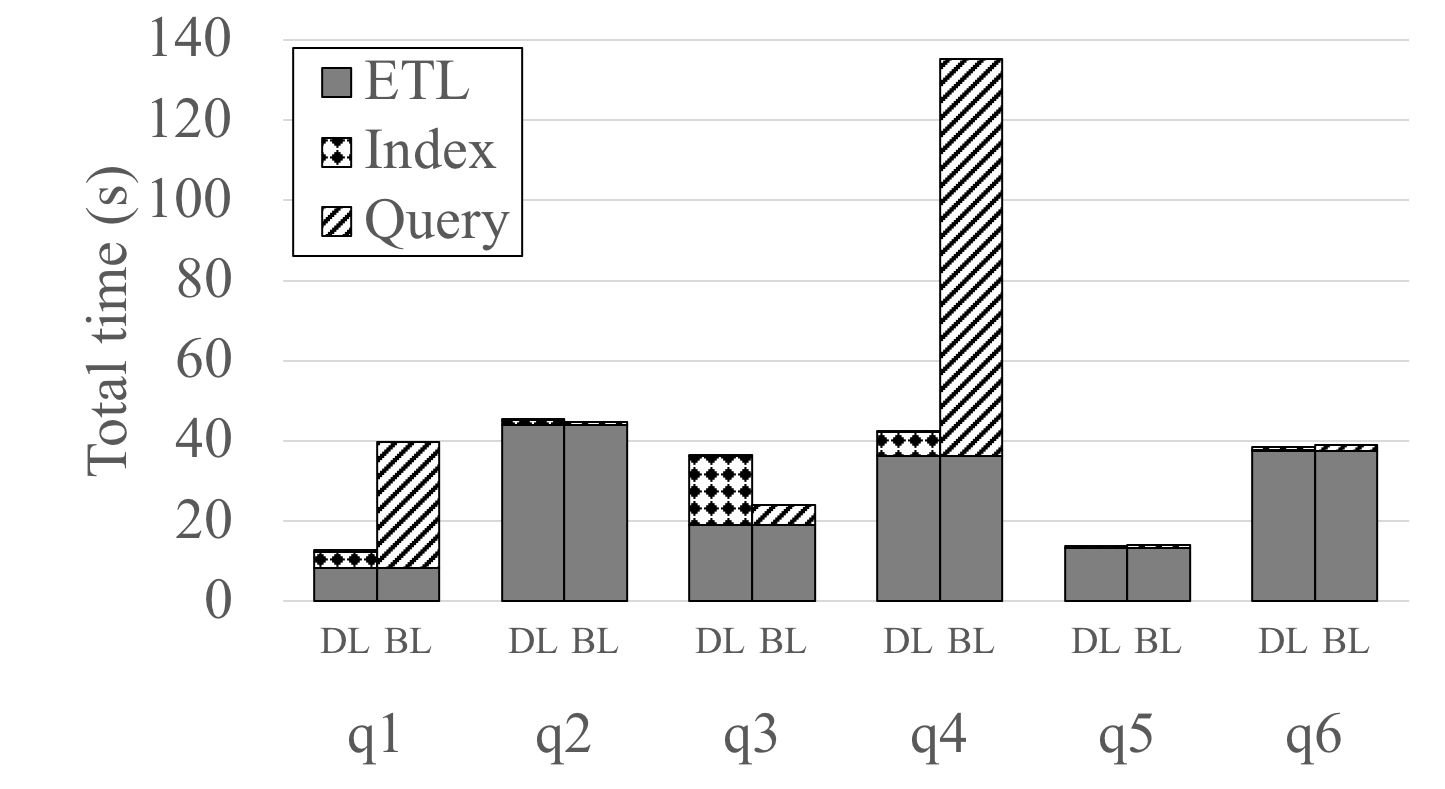 Total time (s)
140
120
100
80
60
40
20
0
ETL
Index
Query
DL BL DL BL DL BL DL BL DL BL DL BL
q1 q2 q3 q4 q5 q6